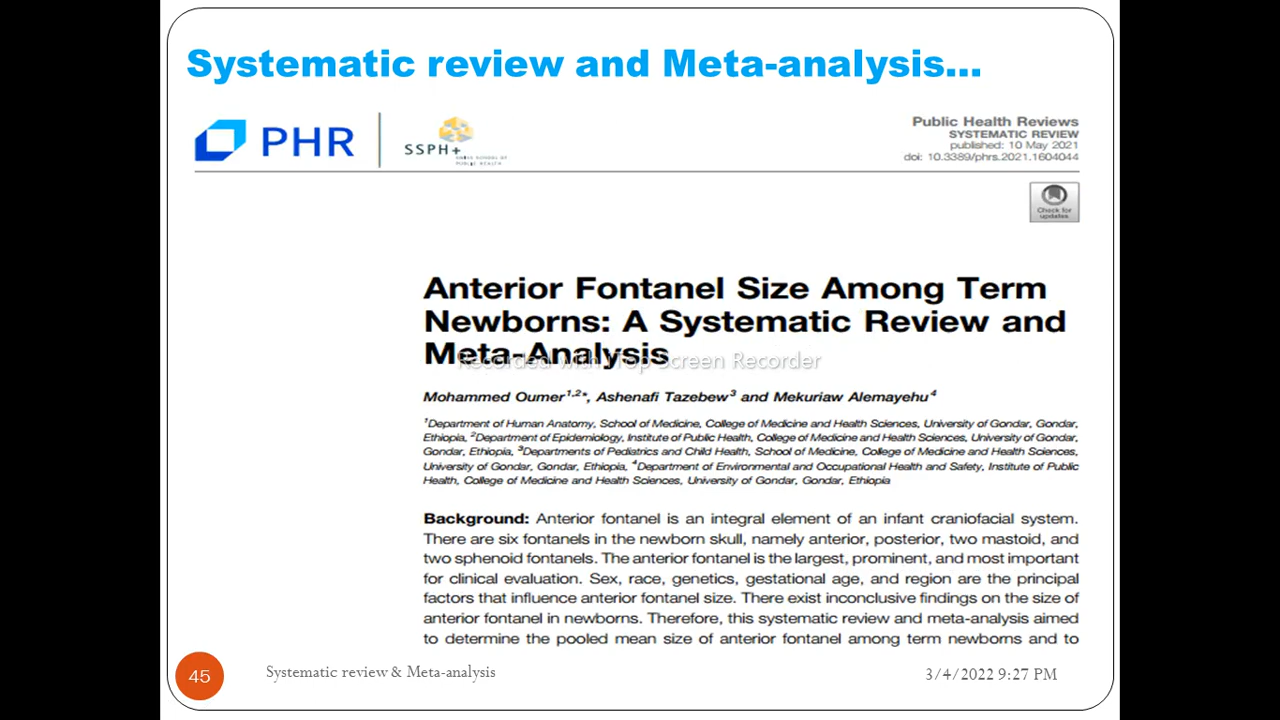 Systematic review and Meta-analysis...
PHR
SSPH+
SWISS SCHOOL OF
PUBLIC HEALTH
Public Health Reviews
SYSTEMATIC REVIEW
published: 10 May 2021
doi: 10.3389/phrs.2021.1604044
Check for
updates
Anterior Fontanel Size Among Term
Newborns: A Systematic Review and
Meta-Analysis
Recorded with iTop Screen Recorder
Mohammed Oumer1,2*, Ashenafi Tazebew3 and Mekuriaw Alemayehu4
1Department of Human Anatomy, School of Medicine, College of Medicine and Health Sciences, University of Gondar, Gondar,
Ethiopia, 2Department of Epidemiology, Institute of Public Health, College of Medicine and Health Sciences, University of Gondar,
Gondar, Ethiopia, 3Departments of Pediatrics and Child Health, School of Medicine, College of Medicine and Health Sciences,
University of Gondar, Gondar, Ethiopia, 4Department of Environmental and Occupational Health and Safety, Institute of Public
Health, College of Medicine and Health Sciences, University of Gondar, Gondar, Ethiopia
Background: Anterior fontanel is an integral element of an infant craniofacial system.
There are six fontanels in the newborn skull, namely anterior, posterior, two mastoid, and
two sphenoid fontanels. The anterior fontanel is the largest, prominent, and most important
for clinical evaluation. Sex, race, genetics, gestational age, and region are the principal
factors that influence anterior fontanel size. There exist inconclusive findings on the size of
anterior fontanel in newborns. Therefore, this systematic review and meta-analysis aimed
to determine the pooled mean size of anterior fontanel among term newborns and to
45
Systematic review & Meta-analysis
3/4/2022 9:27 PM